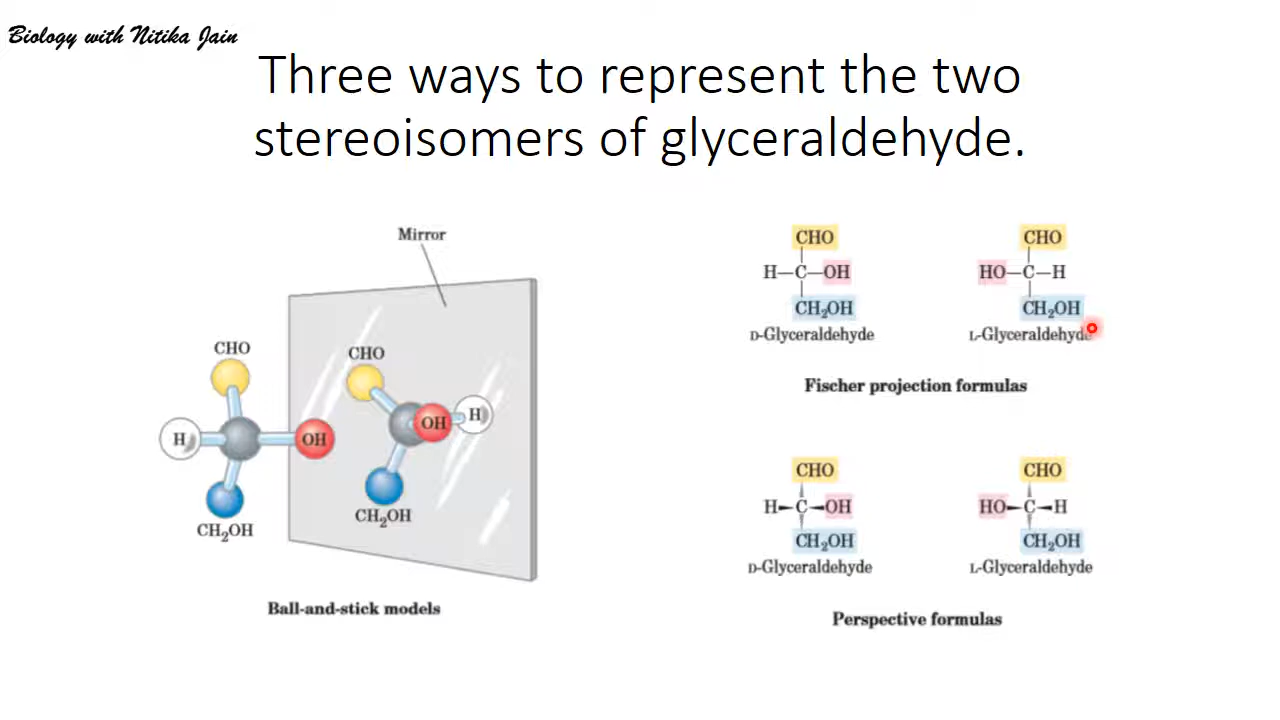 Biology with Nitika Jain
Three ways to represent the two
stereoisomers of glyceraldehyde.
Mirror
CHO
CHO
H
OH
OH
H
CH₂OH
CH₂OH
Ball-and-stick models
CHO
H–C–OH
CH₂OH
D-Glyceraldehyde
CHO
HO–C–H
CH₂OH
L-Glyceraldehyde
Fischer projection formulas
CHO
H–C–OH
CH₂OH
D-Glyceraldehyde
CHO
HO–C–H
CH₂OH
L-Glyceraldehyde
Perspective formulas